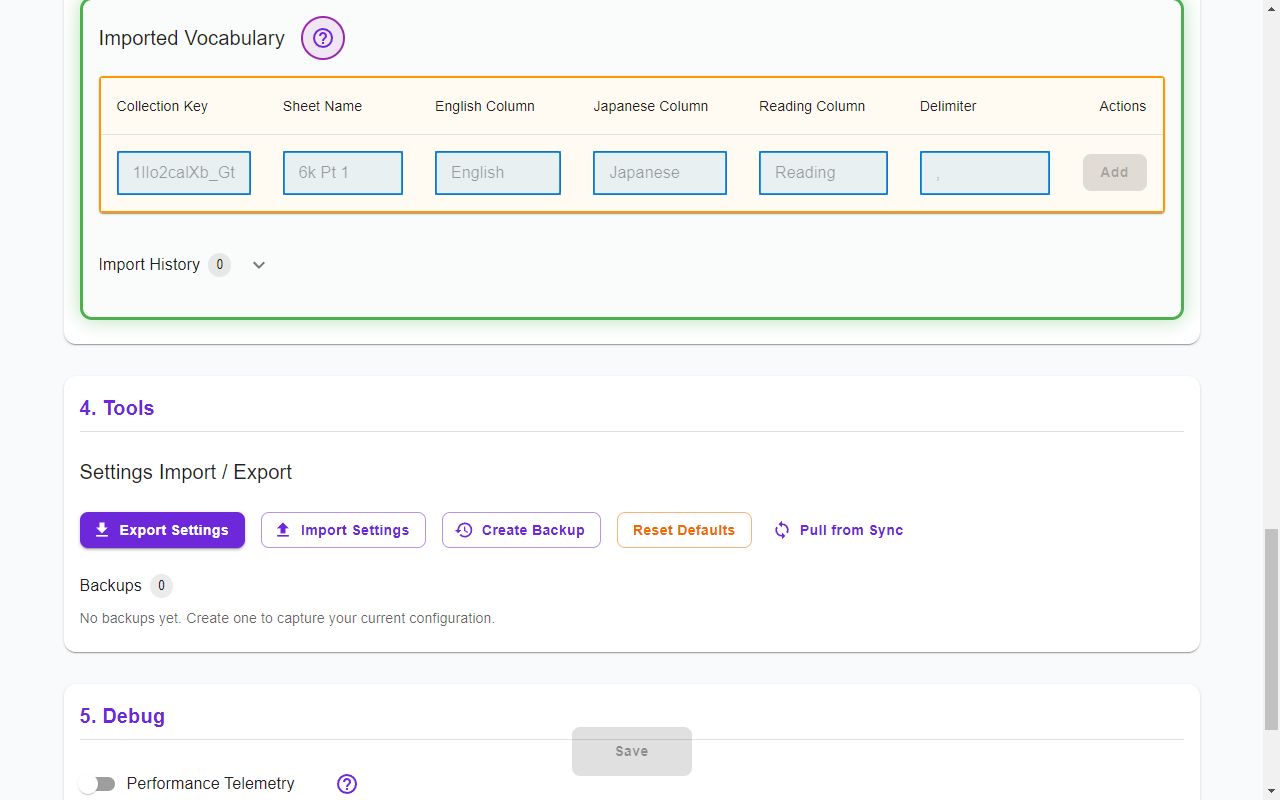 Imported Vocabulary
Collection Key Sheet Name English Column Japanese Column Reading Column Delimiter Actions
6k Pt 1 English Japanese Reading , Add
Import History 0
4. Tools
Settings Import / Export
Export Settings Import Settings Create Backup Reset Defaults Pull from Sync
Backups 0
No backups yet. Create one to capture your current configuration.
5. Debug
Save
Performance Telemetry